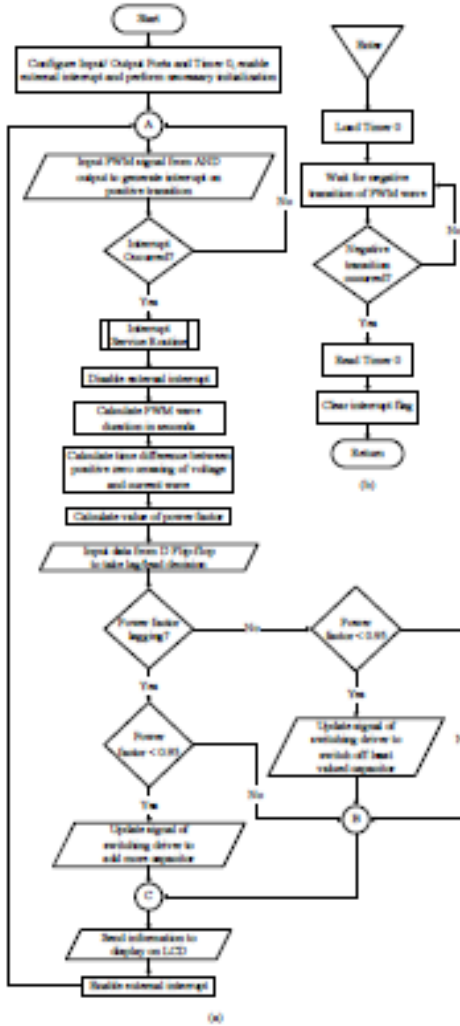 Start
Configure Input/ Output Ports and Timer 0, enable
external interrupt and perform necessary initialization
A
Input PWM signal from AND
output to generate interrupt on
positive transition
No
Interrupt
Occurred?
Yes
Interrupt
Service Routine
Disable external interrupt
Calculate PWM wave
duration in seconds
Calculate time difference between
positive zero crossing of voltage
and current wave
Calculate value of power factor
Input data from D Flip-flop
to take lag/lead decision
Power factor
lagging?
No
Power
factor < 0.95
Yes
Yes
Update signal of
switching driver to
switch off least
valued capacitor
Power
factor < 0.95
No
B
Yes
Update signal of
switching driver to
add more capacitor
C
Send information to
display on LCD
Enable external interrupt
(a)
Enter
Load Timer 0
Wait for negative
transition of PWM wave
No
Negative
transition
occurred?
Yes
Read Timer 0
Clear interrupt flag
Return
(b)